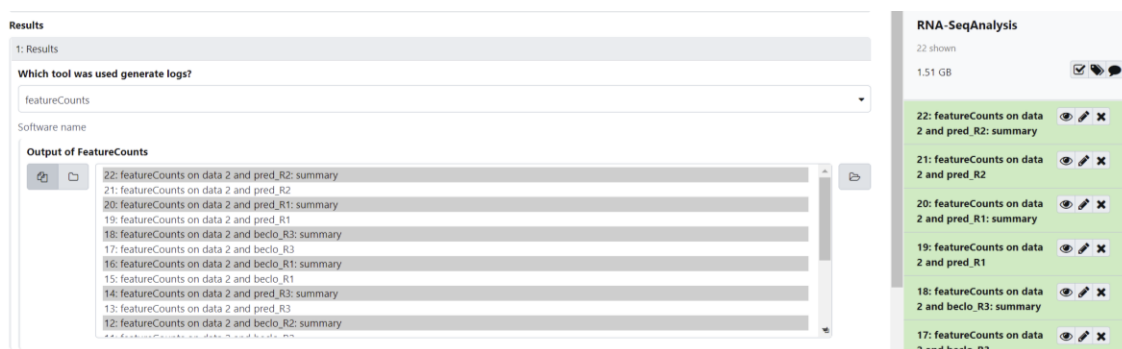 Results
1: Results
Which tool was used generate logs?
featureCounts
Software name
Output of FeatureCounts
22: featureCounts on data 2 and pred_R2: summary
21: featureCounts on data 2 and pred_R2
20: featureCounts on data 2 and pred_R1: summary
19: featureCounts on data 2 and pred_R1
18: featureCounts on data 2 and beclo_R3: summary
17: featureCounts on data 2 and beclo_R3
16: featureCounts on data 2 and beclo_R1: summary
15: featureCounts on data 2 and beclo_R1
14: featureCounts on data 2 and pred_R3: summary
13: featureCounts on data 2 and pred_R3
12: featureCounts on data 2 and beclo_R2: summary
RNA-SeqAnalysis
22 shown
1.51 GB
22: featureCounts on data
2 and pred_R2: summary
21: featureCounts on data
2 and pred_R2
20: featureCounts on data
2 and pred_R1: summary
19: featureCounts on data
2 and pred_R1
18: featureCounts on data
2 and beclo_R3: summary
17: featureCounts on data
2 and beclo_R3